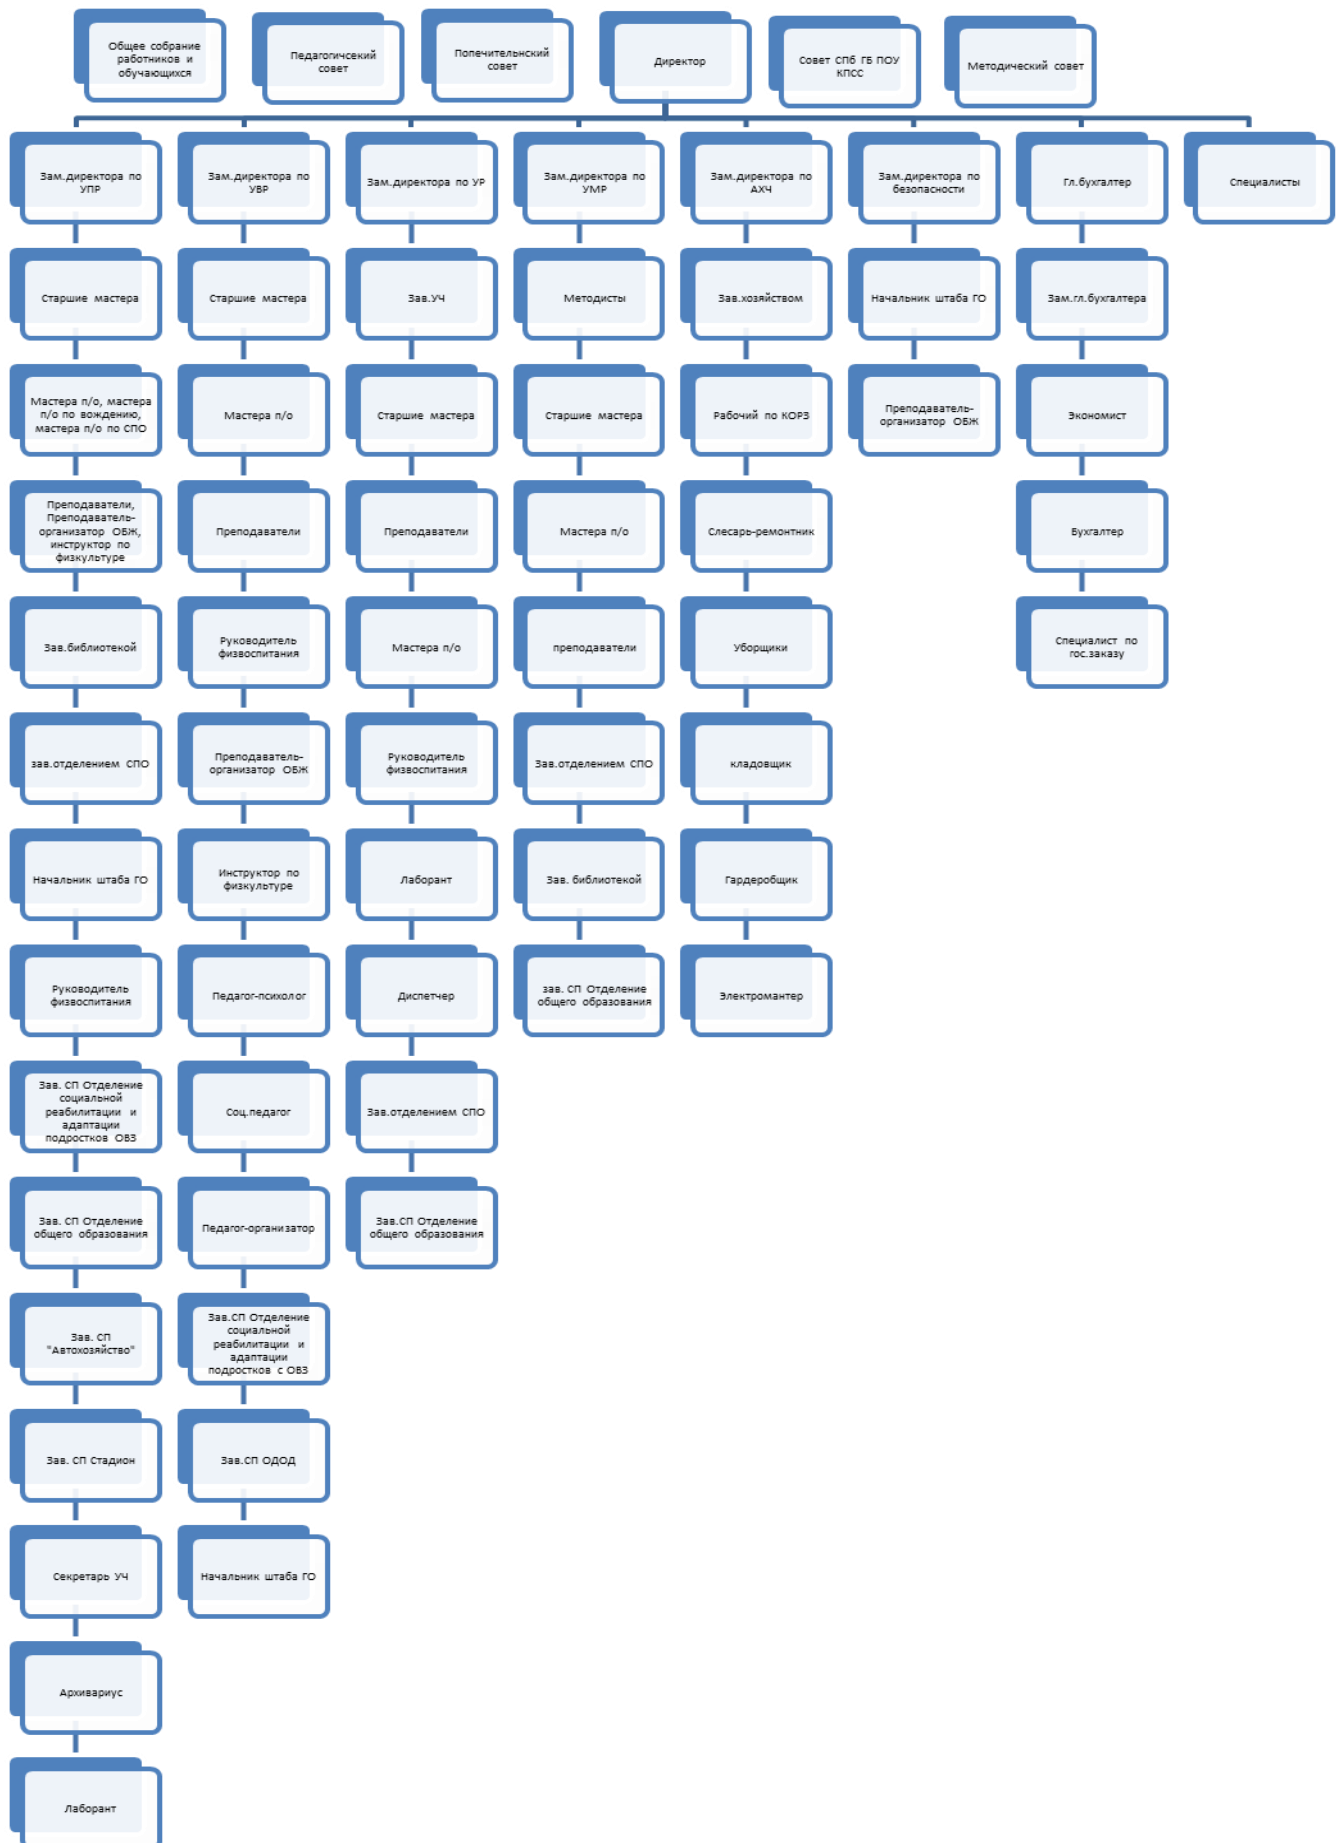 Общее собрание
работников и
обучающихся
Педагогичсекий
совет
Попечительнский
совет
Директор
Совет СПб ГБ ПОУ
КПСС
Методический совет
Зам.директора по
УПР
Зам.директора по
УВР
Зам.директора по УР
Зам.директора по
УМР
Зам.директора по
АХЧ
Зам.директора по
безопасности
Гл.бухгалтер
Специалисты
Старшие мастера
Старшие мастера
Зав.УЧ
Методисты
Зав.хозяйством
Начальник штаба ГО
Зам.гл.бухгалтера
Мастера п/о, мастера
п/о по вождению,
мастера п/о по СПО
Мастера п/о
Старшие мастера
Старшие мастера
Рабочий по КОРЗ
Преподаватель-
организатор ОБЖ
Экономист
Преподаватели,
Преподаватель-
организатор ОБЖ,
инструктор по
физкультуре
Преподаватели
Преподаватели
Мастера п/о
Слесарь-ремонтник
Бухгалтер
Зав.библиотекой
Руководитель
физвоспитания
Мастера п/о
преподаватели
Уборщики
Специалист по
гос.заказу
зав.отделением СПО
Преподаватель-
организатор ОБЖ
Руководитель
физвоспитания
Зав.отделением СПО
кладовщик
Начальник штаба ГО
Инструктор по
физкультуре
Лаборант
Зав. библиотекой
Гардеробщик
Руководитель
физвоспитания
Педагог-психолог
Диспетчер
зав. СП Отделение
общего образования
Электромантер
Зав. СП Отделение
социальной
реабилитации и
адаптации
подростков ОВЗ
Соц.педагог
Зав.отделением СПО
Зав. СП Отделение
общего образования
Педагог-организатор
Зав.СП Отделение
общего образования
Зав. СП
"Автохозяйство"
Зав.СП Отделение
социальной
реабилитации и
адаптации
подростков с ОВЗ
Зав. СП Стадион
Зав.СП ОДОД
Секретарь УЧ
Начальник штаба ГО
Архивариус
Лаборант